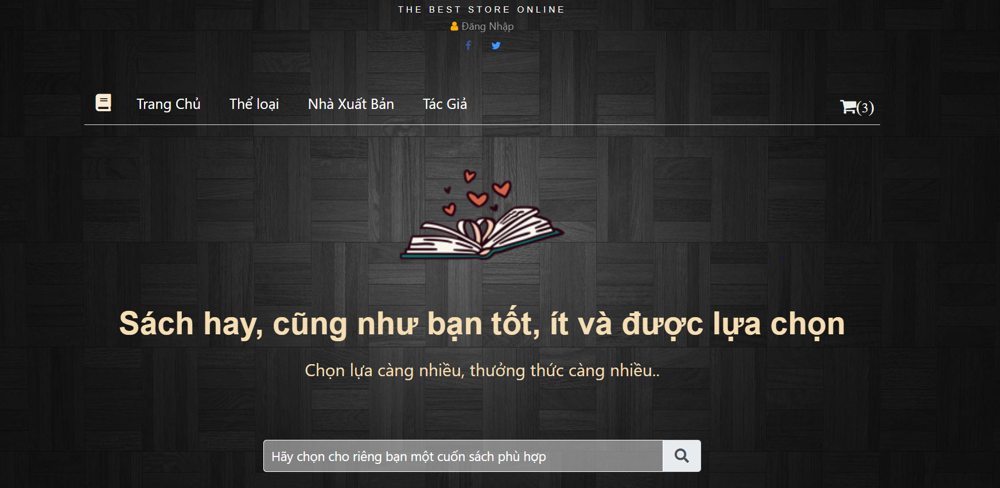 THE BEST STORE ONLINE
Đăng Nhập
Trang Chủ Thể loại Nhà Xuất Bản Tác Giả (3)
Sách hay, cũng như bạn tốt, ít và được lựa chọn
Chọn lựa càng nhiều, thưởng thức càng nhiều..
Hãy chọn cho riêng bạn một cuốn sách phù hợp